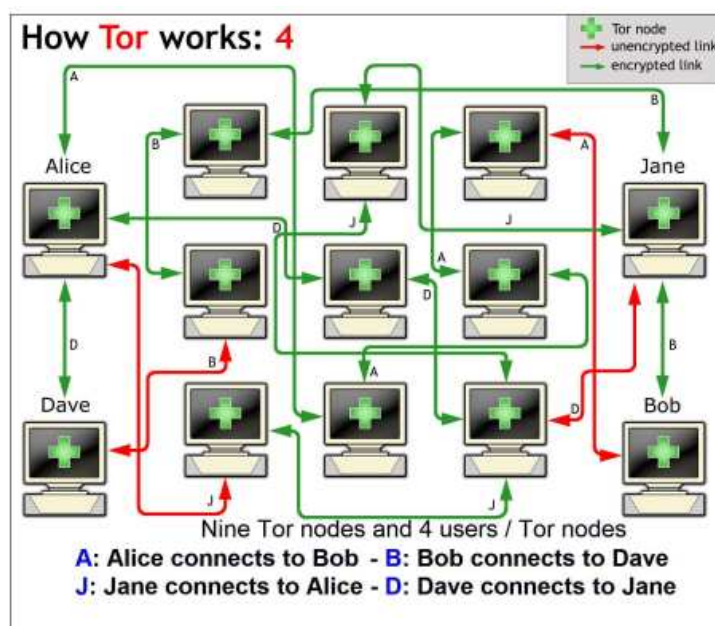 How Tor works: 4
Tor node
unencrypted link
encrypted link
A
B
B
A
Alice
Jane
J
J
D
A
D
D
B
B
A
D
Dave
Bob
J
J
Nine Tor nodes and 4 users / Tor nodes
A: Alice connects to Bob - B: Bob connects to Dave
J: Jane connects to Alice - D: Dave connects to Jane